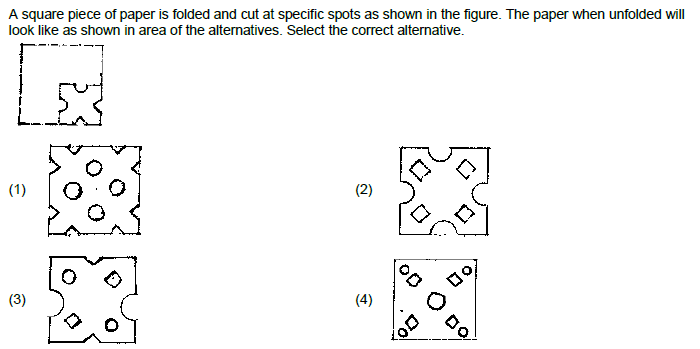 A square piece of paper is folded and cut at specific spots as shown in the figure. The paper when unfolded will
look like as shown in area of the alternatives. Select the correct alternative.
(1)
(2)
(3)
(4)